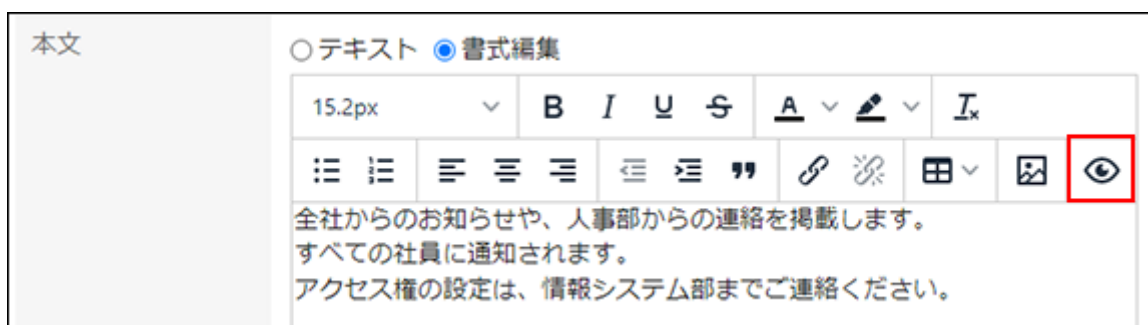 本文
テキスト 書式編集
15.2px B I U S A Tx
全社からのお知らせや、人事部からの連絡を掲載します。
すべての社員に通知されます。
アクセス権の設定は、情報システム部までご連絡ください。